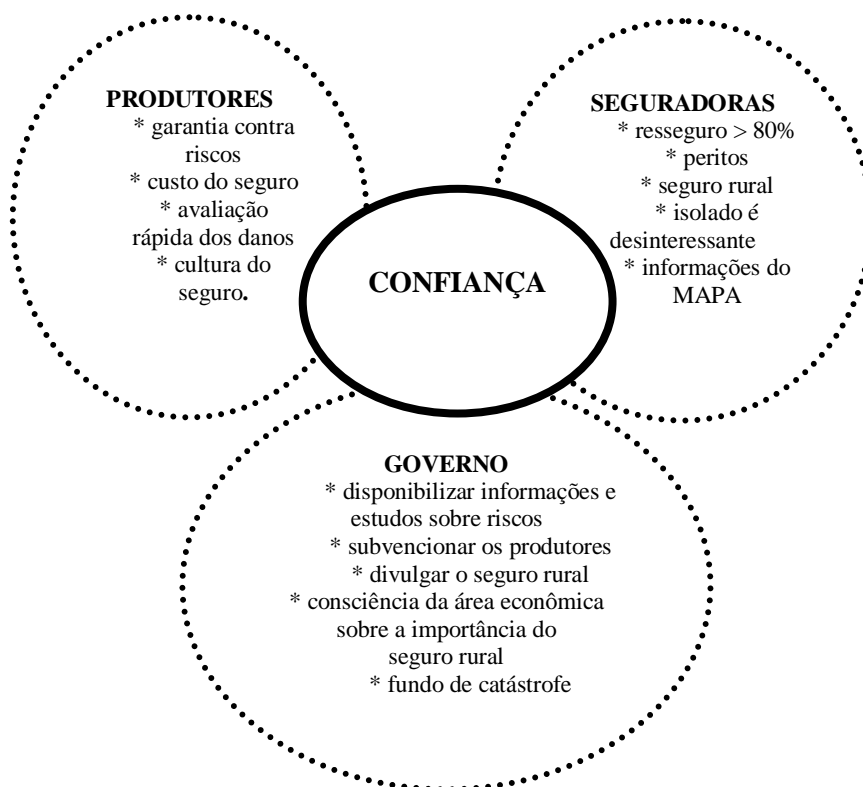 PRODUTORES
* garantia contra
riscos
* custo do seguro
* avaliação
rápida dos danos
* cultura do
seguro.
SEGURADORAS
* resseguro > 80%
* peritos
* seguro rural
* isolado é
desinteressante
* informações do
MAPA
CONFIANÇA
GOVERNO
* disponibilizar informações e
estudos sobre riscos
* subvencionar os produtores
* divulgar o seguro rural
* consciência da área econômica
sobre a importância do
seguro rural
* fundo de catástrofe